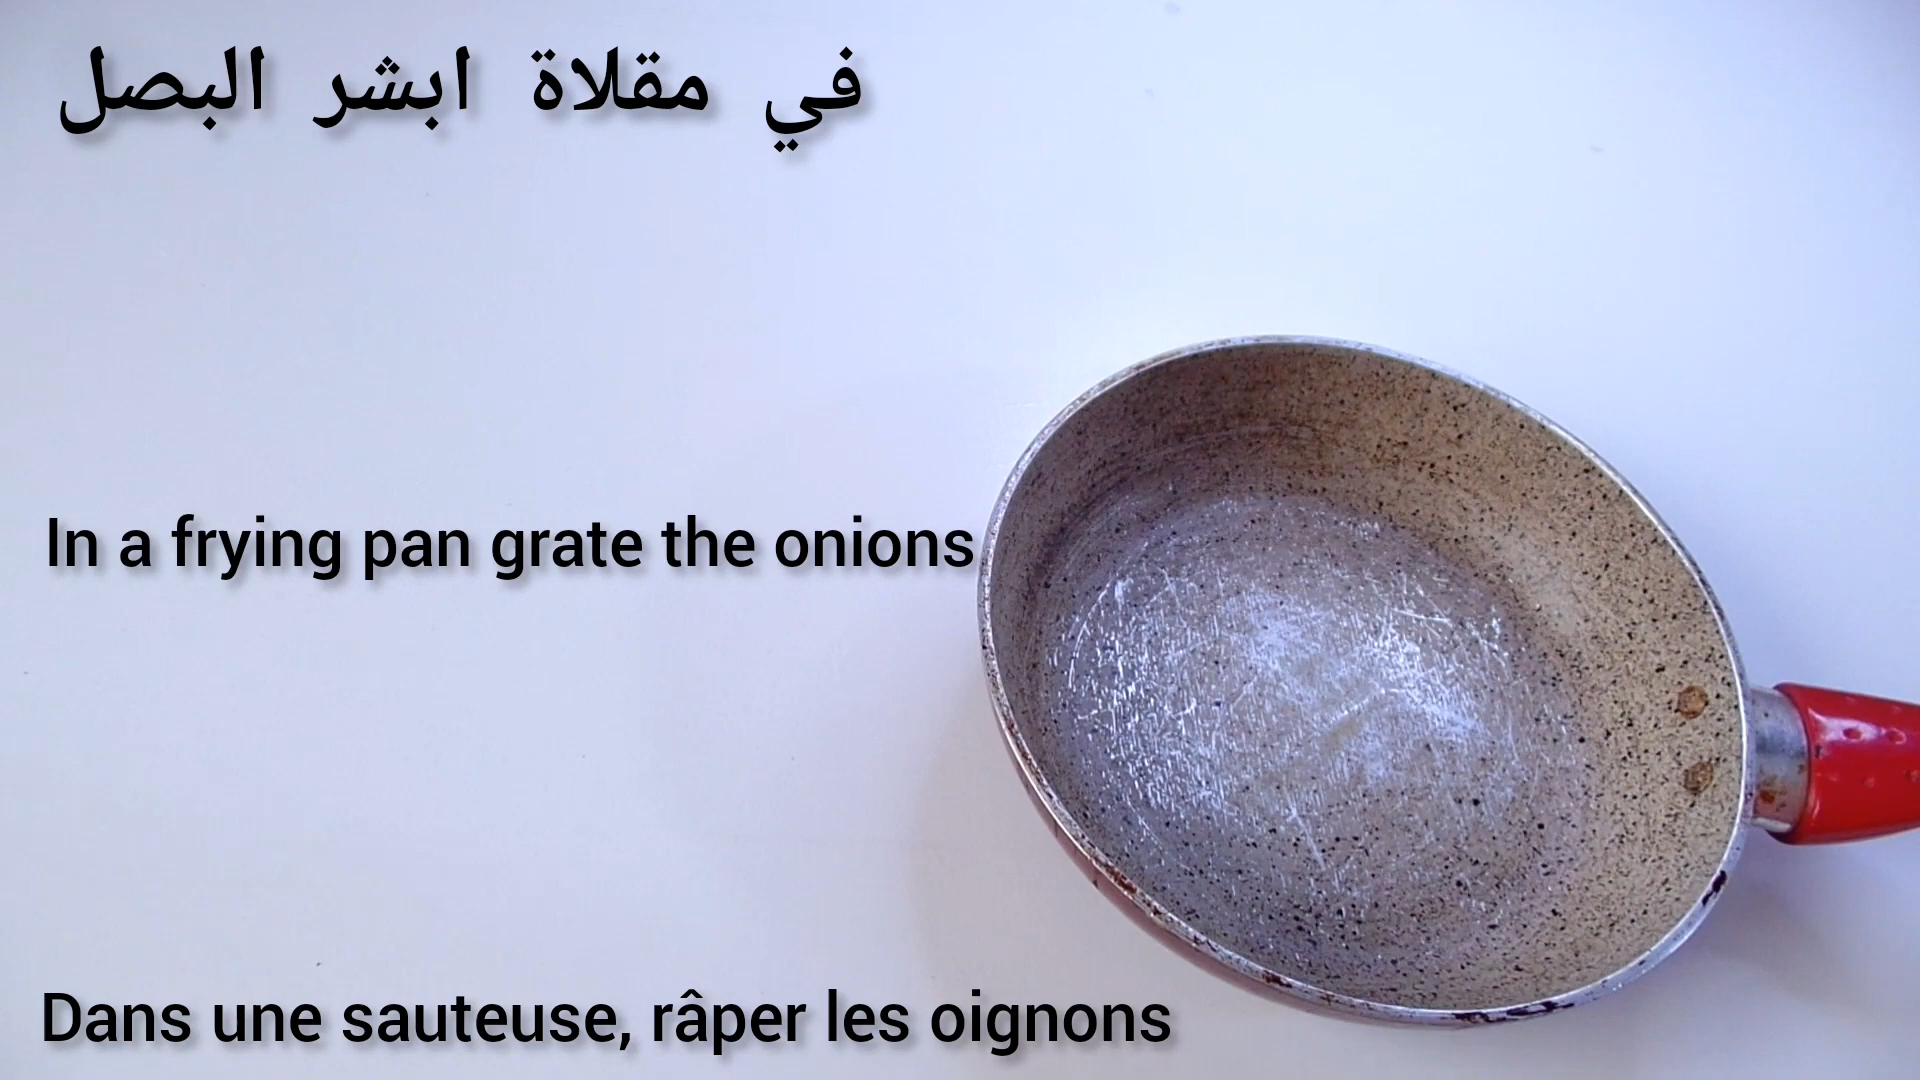 في مقلاة ابشر البصل
In a frying pan grate the onions
Dans une sauteuse, râper les oignons